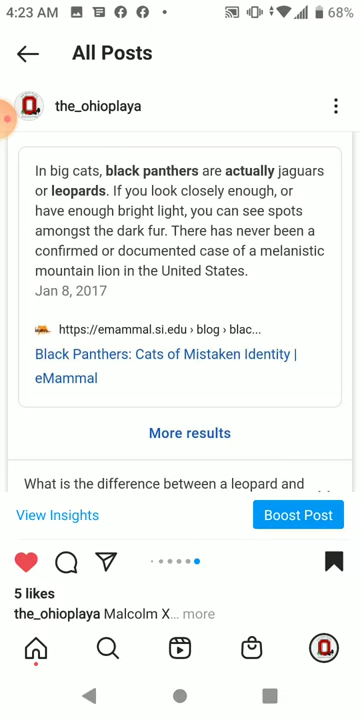 4:23 AM
68%
All Posts
the_ohioplaya
In big cats, black panthers are actually jaguars
or leopards. If you look closely enough, or
have enough bright light, you can see spots
amongst the dark fur. There has never been a
confirmed or documented case of a melanistic
mountain lion in the United States.
Jan 8, 2017
https://emammal.si.edu › blog › blac...
Black Panthers: Cats of Mistaken Identity |
eMammal
More results
What is the difference between a leopard and
View Insights
Boost Post
5 likes
the_ohioplaya Malcolm X... more